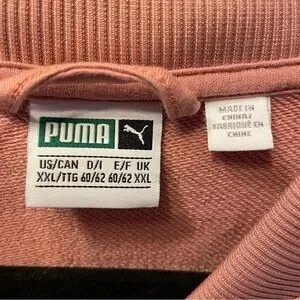 PUMA
US/CAN D/I E/F UK
XXL/TTG 60/62 60/62 XXL
MADE IN
CHINA/
FABRIQUÉ EN
CHINE